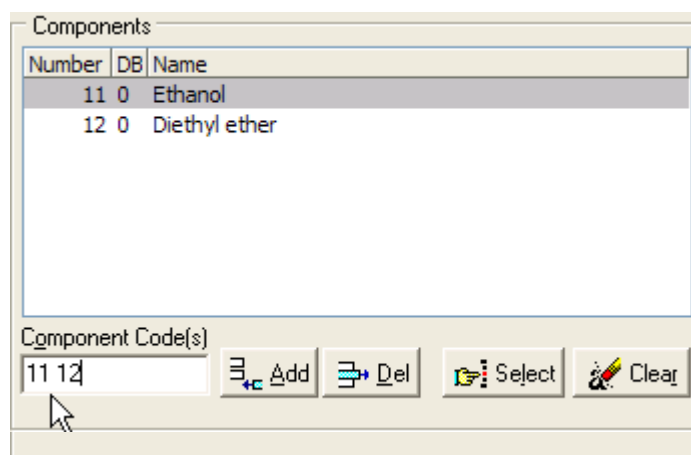 Components
Number DB Name
11 0 Ethanol
12 0 Diethyl ether
Component Code(s)
11 12 Add Del Select Clear